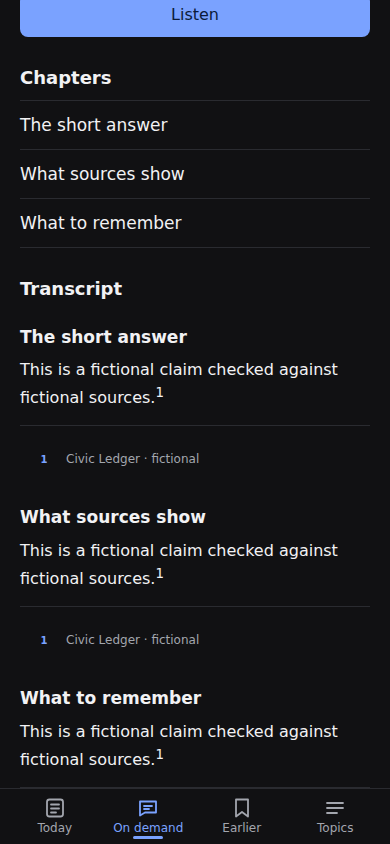 Listen
Chapters
The short answer
What sources show
What to remember
Transcript
The short answer
This is a fictional claim checked against
fictional sources.1
1 Civic Ledger · fictional
What sources show
This is a fictional claim checked against
fictional sources.1
1 Civic Ledger · fictional
What to remember
This is a fictional claim checked against
fictional sources.1
Today On demand Earlier Topics